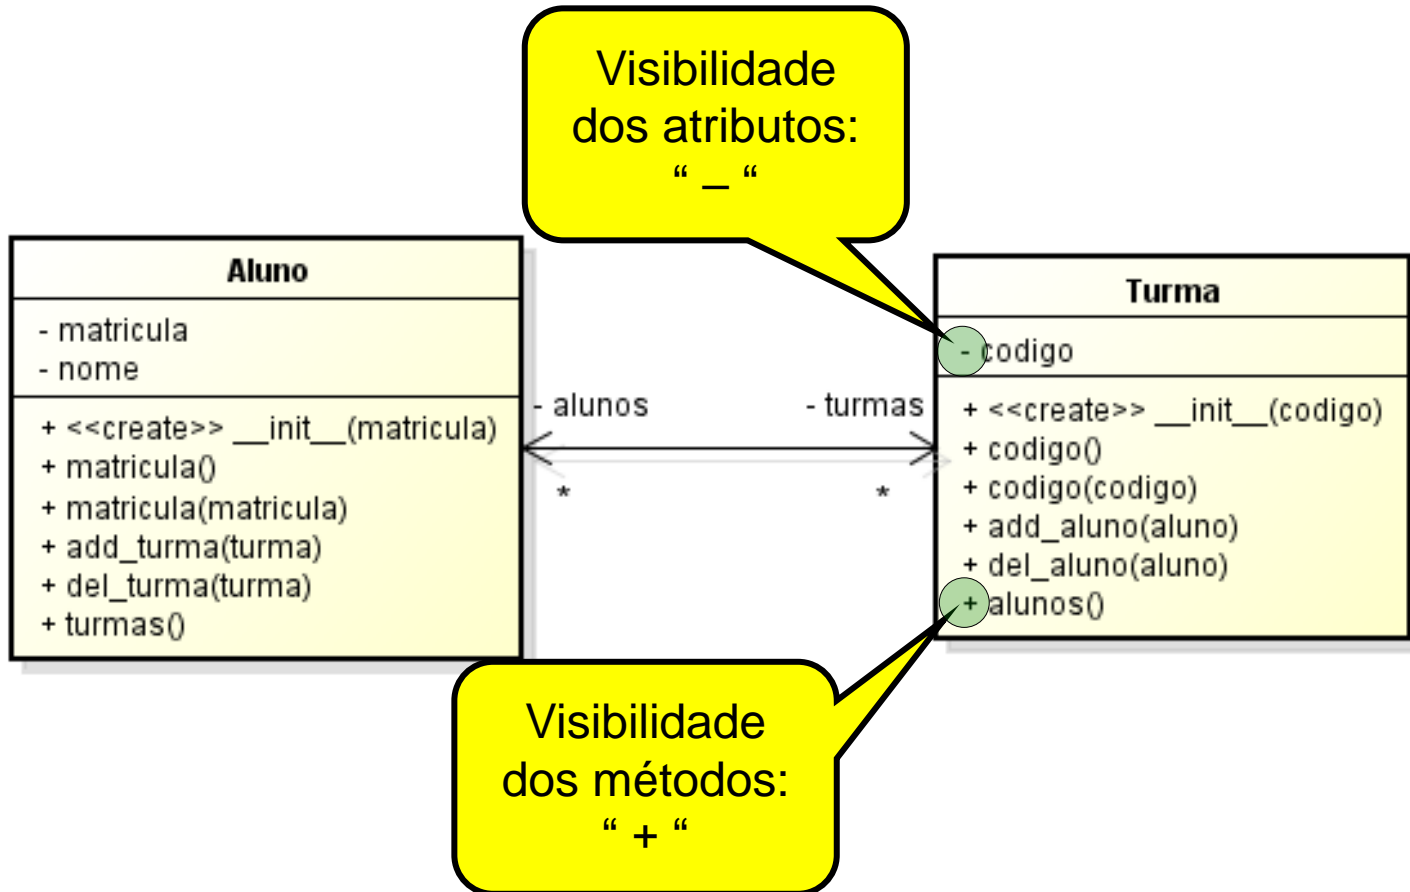 Visibilidade
dos atributos:
“ – “
Aluno
- matricula
- nome
+ <<create>> __init__(matricula)
+ matricula()
+ matricula(matricula)
+ add_turma(turma)
+ del_turma(turma)
+ turmas()
- alunos
- turmas
*
*
Turma
- codigo
+ <<create>> __init__(codigo)
+ codigo()
+ codigo(codigo)
+ add_aluno(aluno)
+ del_aluno(aluno)
+ alunos()
Visibilidade
dos métodos:
“ + “